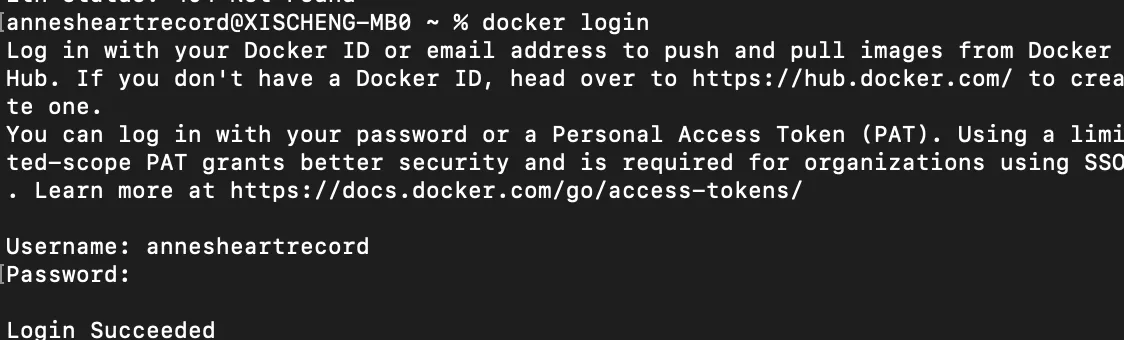 [annesheartrecord@XISCHENG-MB0 ~ % docker login
Log in with your Docker ID or email address to push and pull images from Docker
Hub. If you don't have a Docker ID, head over to https://hub.docker.com/ to crea
te one.
You can log in with your password or a Personal Access Token (PAT). Using a limi
ted-scope PAT grants better security and is required for organizations using SSO
. Learn more at https://docs.docker.com/go/access-tokens/
Username: annesheartrecord
[Password:
Login Succeeded